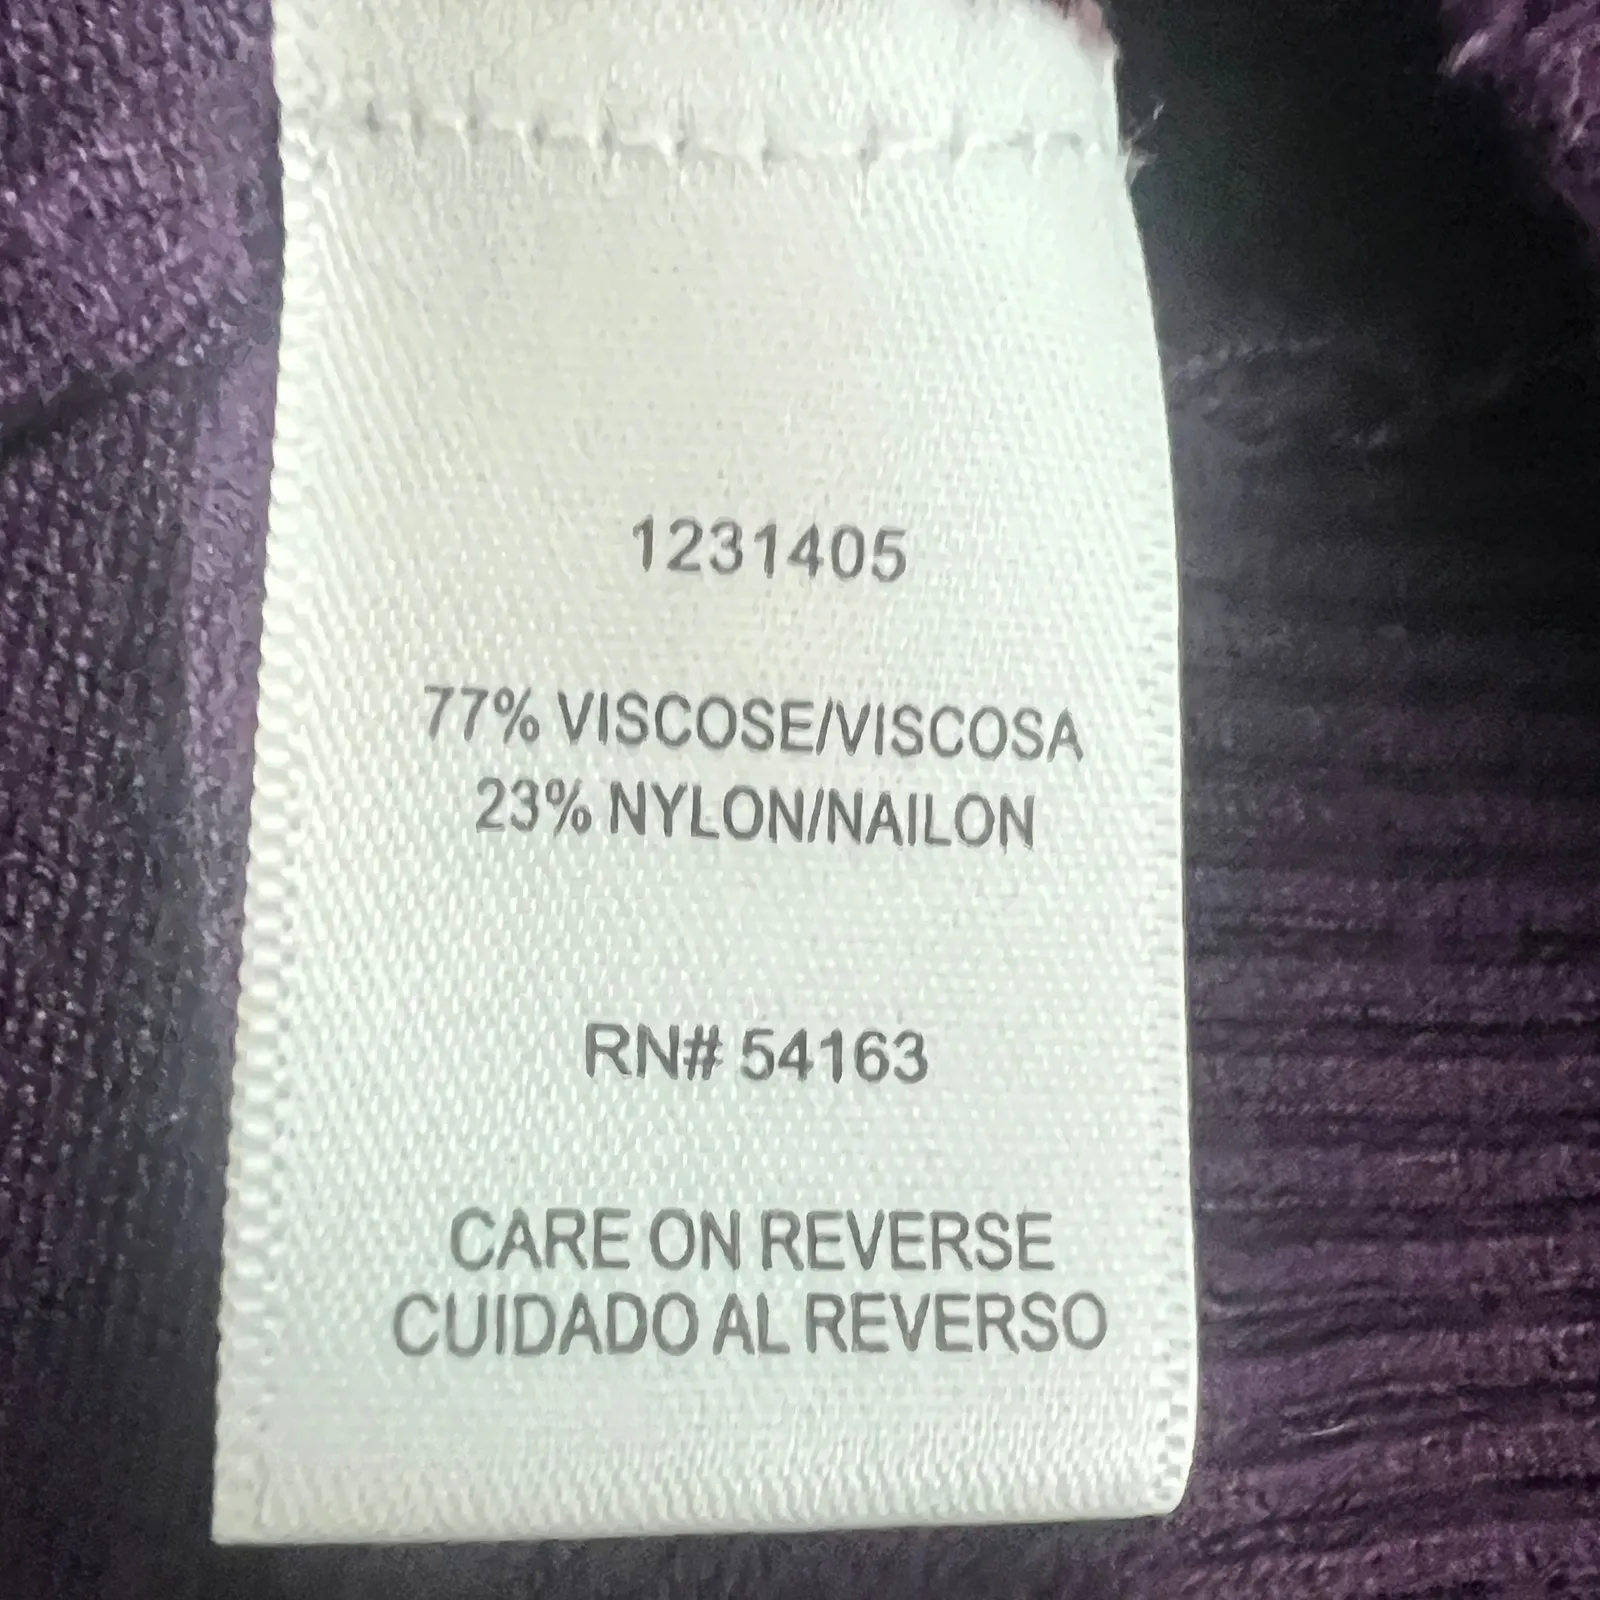 1231405
77% VISCOSE/VISCOSA
23% NYLON/NAILON
RN# 54163
CARE ON REVERSE
CUIDADO AL REVERSO